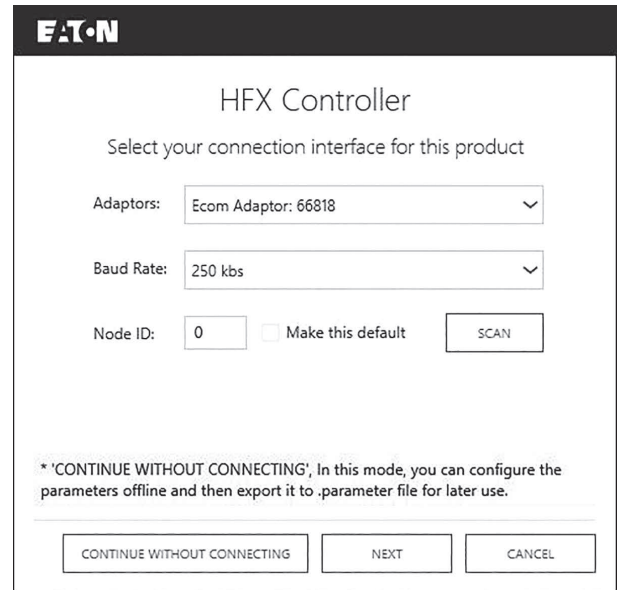 EATON
HFX Controller
Select your connection interface for this product
Adaptors: Ecom Adaptor: 66818
Baud Rate: 250 kbs
Node ID: 0 Make this default SCAN
* 'CONTINUE WITHOUT CONNECTING', In this mode, you can configure the
parameters offline and then export it to .parameter file for later use.
CONTINUE WITHOUT CONNECTING NEXT CANCEL